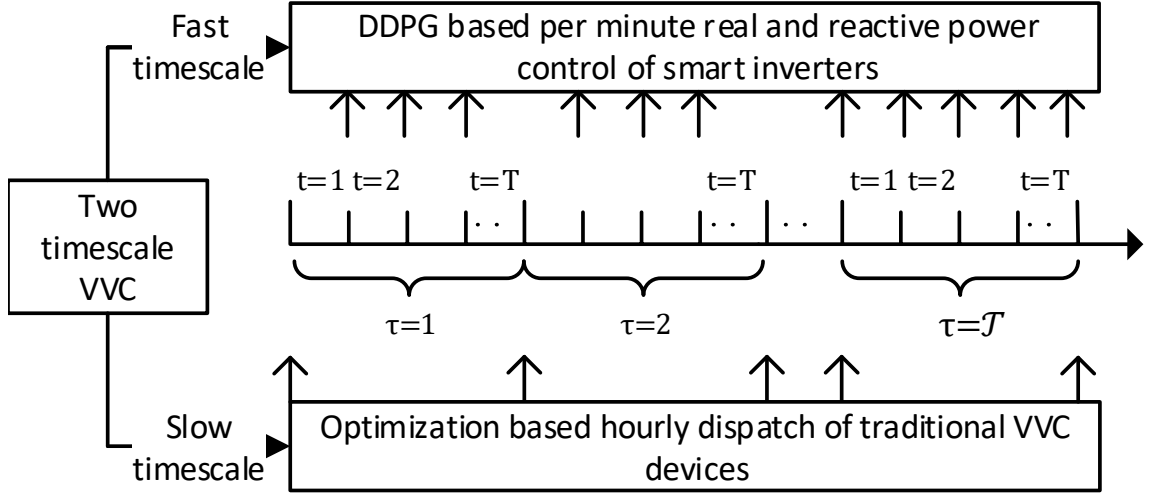 Fast
timescale
DDPG based per minute real and reactive power
control of smart inverters
t=1 t=2 t=T t=T t=1 t=2 t=T
.. .. .. ..
Two
timescale
VVC
τ=1 τ=2 τ=𝒯
Slow
timescale
Optimization based hourly dispatch of traditional VVC
devices